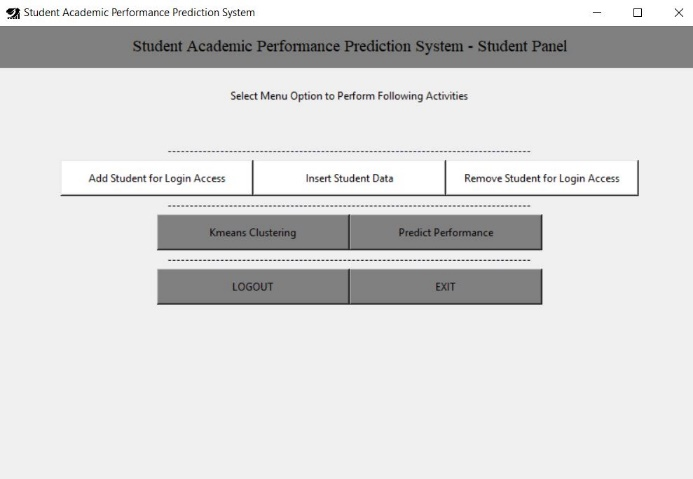 Student Academic Performance Prediction System
Student Academic Performance Prediction System - Student Panel
Select Menu Option to Perform Following Activities
------------------------------------------------------------------------
Add Student for Login Access Insert Student Data Remove Student for Login Access
------------------------------------------------------------------------
Kmeans Clustering Predict Performance
------------------------------------------------------------------------
LOGOUT EXIT